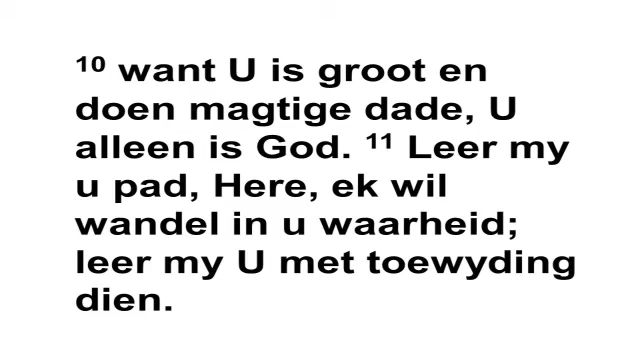 ¹⁰ want U is groot en
doen magtige dade, U
alleen is God. ¹¹ Leer my
u pad, Here, ek wil
wandel in u waarheid;
leer my U met toewyding
dien.